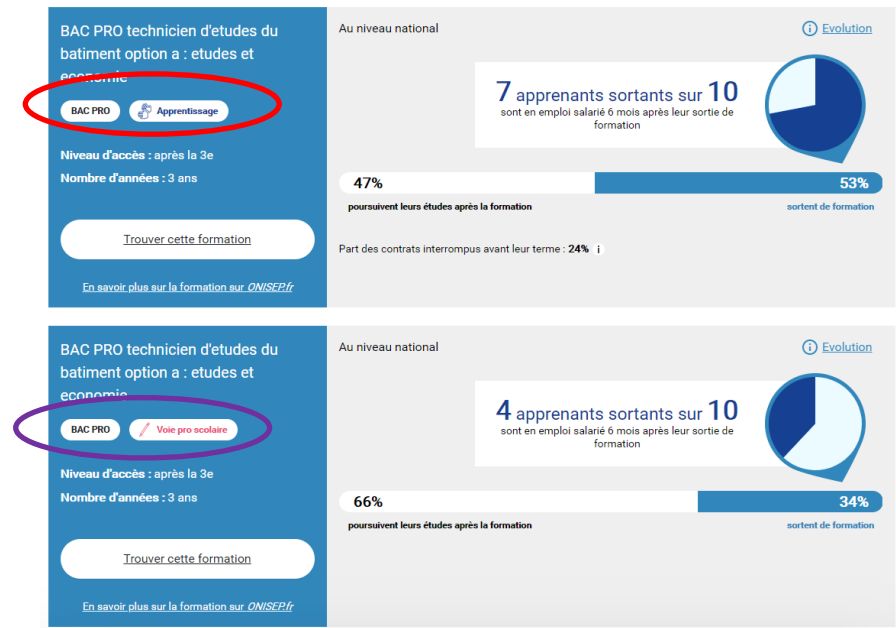 BAC PRO technicien d'etudes du
batiment option a : etudes et
economie
BAC PRO
Apprentissage
Niveau d'accès : après la 3e
Nombre d'années : 3 ans
Trouver cette formation
En savoir plus sur la formation sur ONISEP.fr
Au niveau national
i Evolution
7 apprenants sortants sur 10
sont en emploi salarié 6 mois après leur sortie de
formation
47%
53%
poursuivent leurs études après la formation
sortent de formation
Part des contrats interrompus avant leur terme : 24% i
BAC PRO technicien d'etudes du
batiment option a : etudes et
economie
BAC PRO
Voie pro scolaire
Niveau d'accès : après la 3e
Nombre d'années : 3 ans
Trouver cette formation
En savoir plus sur la formation sur ONISEP.fr
Au niveau national
i Evolution
4 apprenants sortants sur 10
sont en emploi salarié 6 mois après leur sortie de
formation
66%
34%
poursuivent leurs études après la formation
sortent de formation